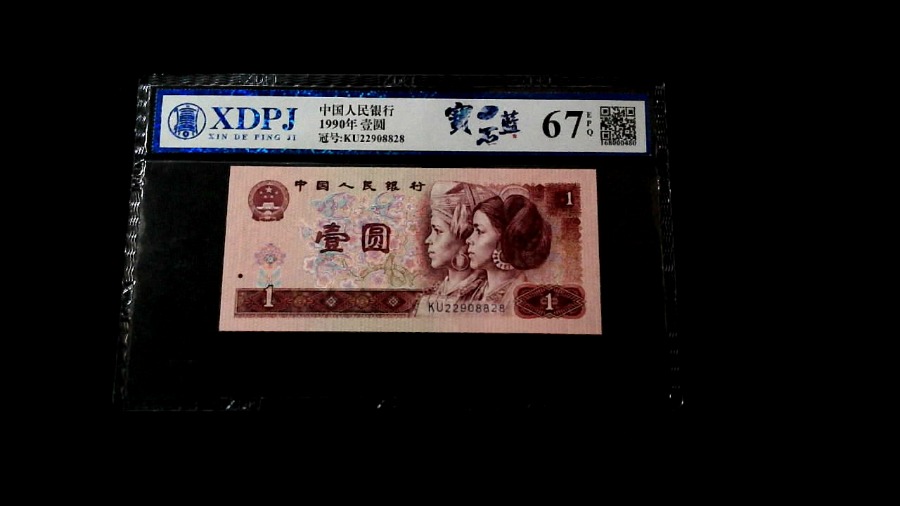 XDPJ
XIN DE PING JI
中国人民银行
1990年 壹圆
冠号:KU22908828
67
EPQ
中国人民银行
1
壹圆
1
KU22908828
1